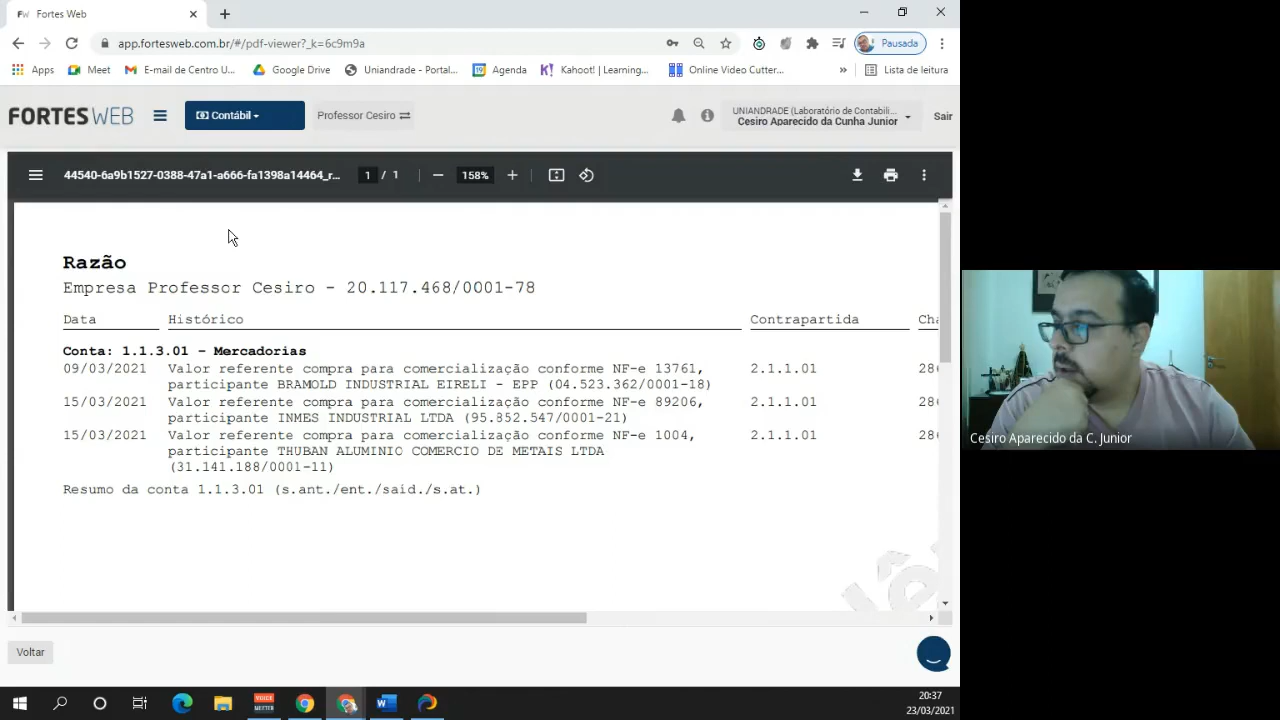 Fortes Web
app.fortesweb.com.br/#/pdf-viewer?_k=6c9m9a
Pausada
Apps
Meet
E-mail de Centro U...
Google Drive
Uniandrade - Portal...
Agenda
Kahoot! | Learning...
Online Video Cutter...
»
Lista de leitura
FORTES WEB
Contábil
Professor Cesiro
UNIANDRADE (Laboratório de Contabili...
Cesiro Aparecido da Cunha Junior
Sair
44540-6a9b1527-0388-47a1-a666-fa1398a14464_r...
1 / 1
158%
Razão
Empresa Professor Cesiro - 20.117.468/0001-78
Data Histórico Contrapartida Cha
Conta: 1.1.3.01 - Mercadorias
09/03/2021 Valor referente compra para comercialização conforme NF-e 13761, 2.1.1.01 286
participante BRAMOLD INDUSTRIAL EIRELI - EPP (04.523.362/0001-18)
15/03/2021 Valor referente compra para comercialização conforme NF-e 89206, 2.1.1.01 286
participante INMES INDUSTRIAL LTDA (95.852.547/0001-21)
15/03/2021 Valor referente compra para comercialização conforme NF-e 1004, 2.1.1.01 286
participante THUBAN ALUMINIO COMERCIO DE METAIS LTDA
(31.141.188/0001-11)
Resumo da conta 1.1.3.01 (s.ant./ent./said./s.at.)
Voltar
Cesiro Aparecido da C. Junior
VOICE
MEETER
20:37
23/03/2021